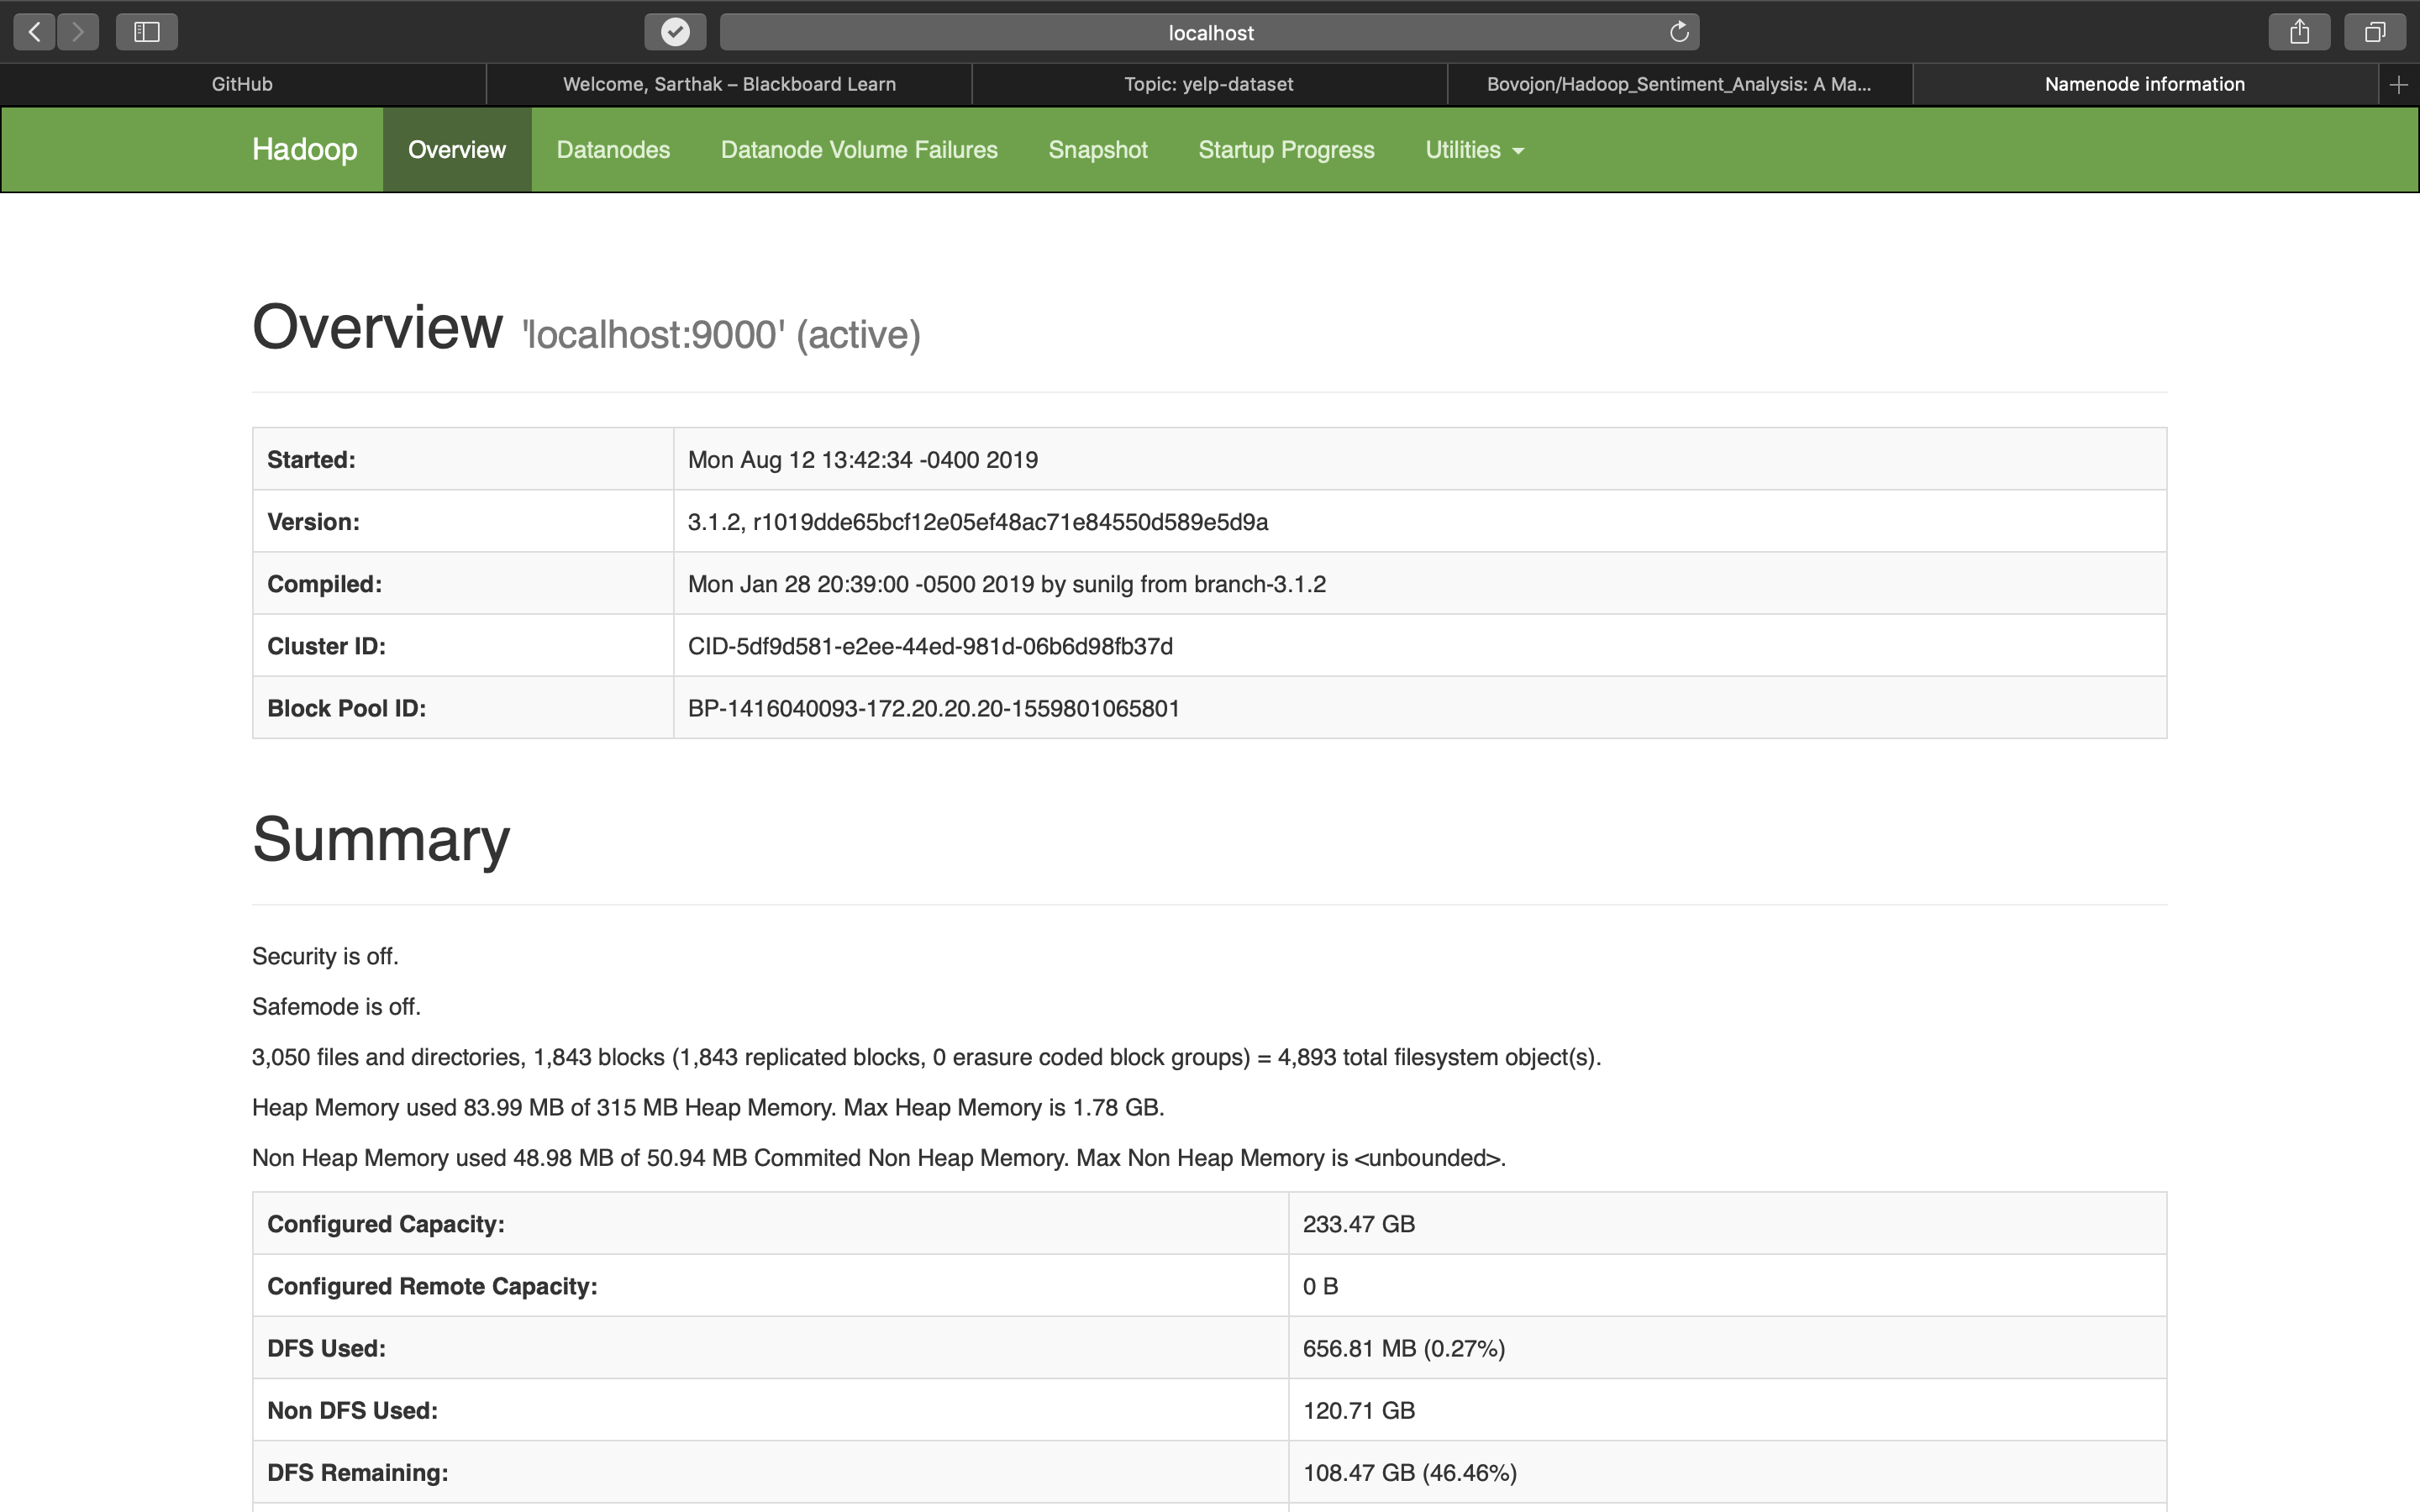 localhost
GitHub Welcome, Sarthak – Blackboard Learn Topic: yelp-dataset Bovojon/Hadoop_Sentiment_Analysis: A Ma... Namenode information
Hadoop Overview Datanodes Datanode Volume Failures Snapshot Startup Progress Utilities
Overview 'localhost:9000' (active)
Started: Mon Aug 12 13:42:34 -0400 2019
Version: 3.1.2, r1019dde65bcf12e05ef48ac71e84550d589e5d9a
Compiled: Mon Jan 28 20:39:00 -0500 2019 by sunilg from branch-3.1.2
Cluster ID: CID-5df9d581-e2ee-44ed-981d-06b6d98fb37d
Block Pool ID: BP-1416040093-172.20.20.20-1559801065801
Summary
Security is off.
Safemode is off.
3,050 files and directories, 1,843 blocks (1,843 replicated blocks, 0 erasure coded block groups) = 4,893 total filesystem object(s).
Heap Memory used 83.99 MB of 315 MB Heap Memory. Max Heap Memory is 1.78 GB.
Non Heap Memory used 48.98 MB of 50.94 MB Commited Non Heap Memory. Max Non Heap Memory is <unbounded>.
Configured Capacity: 233.47 GB
Configured Remote Capacity: 0 B
DFS Used: 656.81 MB (0.27%)
Non DFS Used: 120.71 GB
DFS Remaining: 108.47 GB (46.46%)